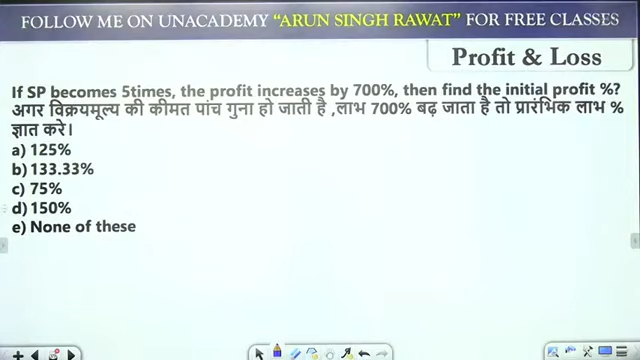 FOLLOW ME ON UNACADEMY “ARUN SINGH RAWAT” FOR FREE CLASSES
Profit & Loss
If SP becomes 5times, the profit increases by 700%, then find the initial profit %?
अगर विक्रयमूल्य की कीमत पांच गुना हो जाती है ,लाभ 700% बढ़ जाता है तो प्रारंभिक लाभ %
ज्ञात करे।
a) 125%
b) 133.33%
c) 75%
d) 150%
e) None of these